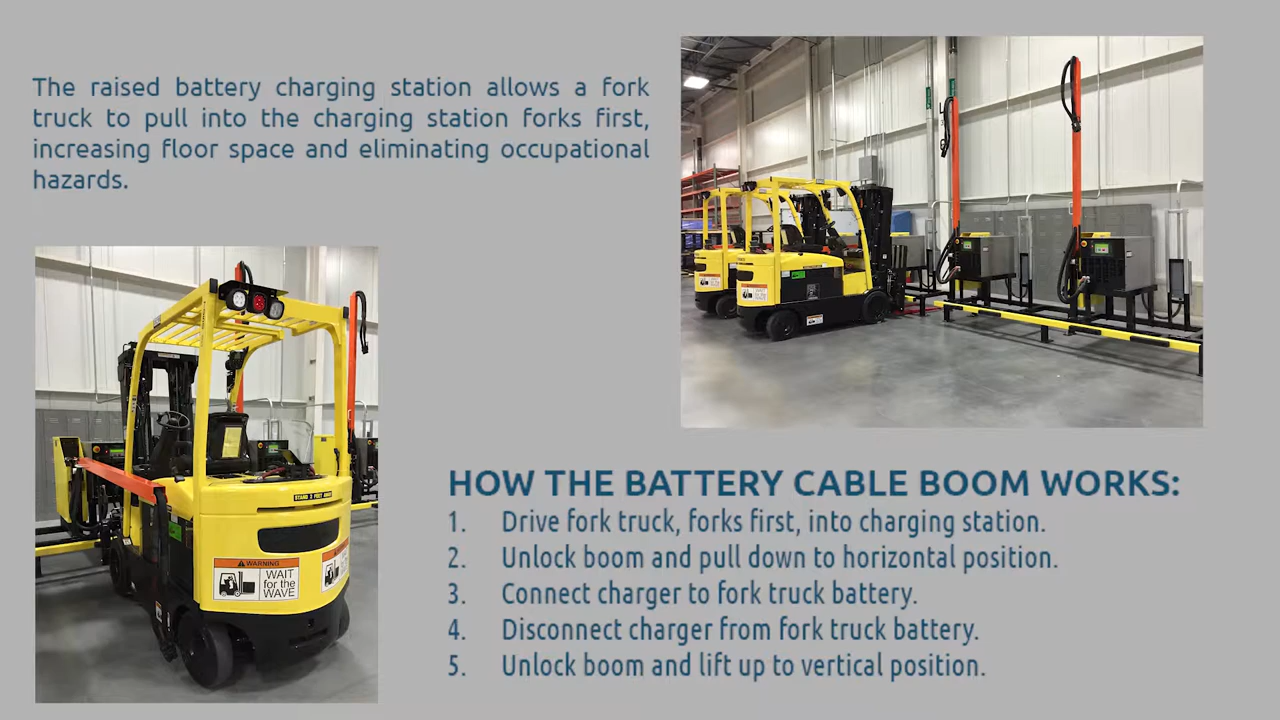 The raised battery charging station allows a fork
truck to pull into the charging station forks first,
increasing floor space and eliminating occupational
hazards.
STAND 3 FEET
WARNING
WAIT
for the
WAVE
HOW THE BATTERY CABLE BOOM WORKS:
1. Drive fork truck, forks first, into charging station.
2. Unlock boom and pull down to horizontal position.
3. Connect charger to fork truck battery.
4. Disconnect charger from fork truck battery.
5. Unlock boom and lift up to vertical position.